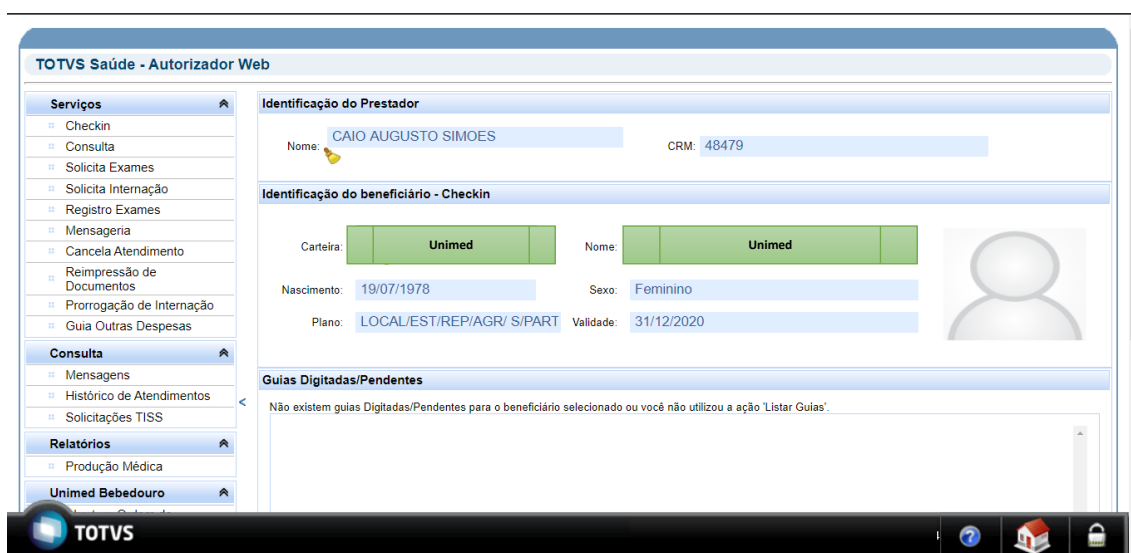 TOTVS Saúde - Autorizador Web
Serviços
Checkin
Consulta
Solicita Exames
Solicita Internação
Registro Exames
Mensageria
Cancela Atendimento
Reimpressão de
Documentos
Prorrogação de Internação
Guia Outras Despesas
Consulta
Mensagens
Histórico de Atendimentos
Solicitações TISS
Relatórios
Produção Médica
Unimed Bebedouro
<
Identificação do Prestador
Nome: CAIO AUGUSTO SIMOES CRM: 48479
Identificação do beneficiário - Checkin
Carteira: Unimed Nome: Unimed
Nascimento: 19/07/1978 Sexo: Feminino
Plano: LOCAL/EST/REP/AGR/ S/PART Validade: 31/12/2020
Guias Digitadas/Pendentes
Não existem guias Digitadas/Pendentes para o beneficiário selecionado ou você não utilizou a ação 'Listar Guias'.
TOTVS
?